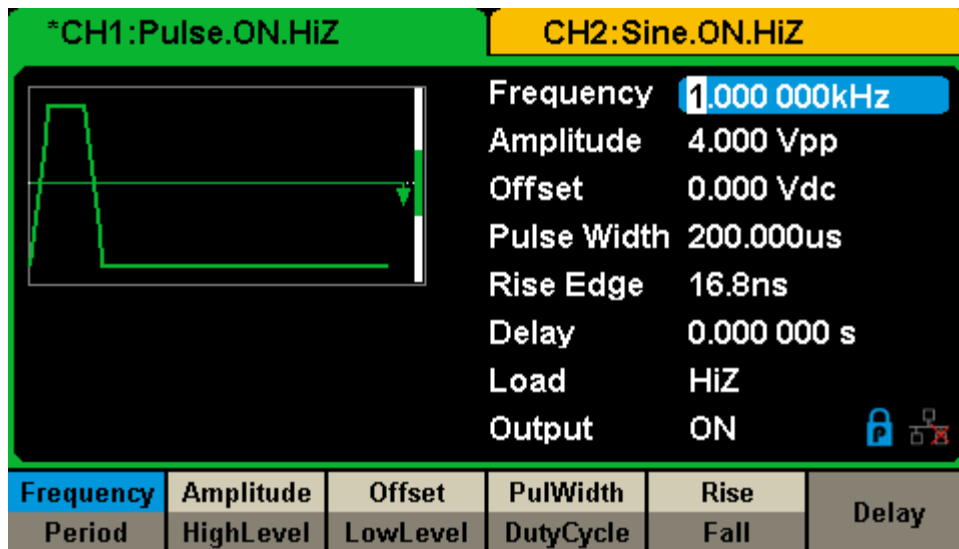 *CH1:Pulse.ON.HiZ
CH2:Sine.ON.HiZ
Frequency 1.000 000kHz
Amplitude 4.000 Vpp
Offset 0.000 Vdc
Pulse Width 200.000us
Rise Edge 16.8ns
Delay 0.000 000 s
Load HiZ
Output ON
P
Frequency Amplitude Offset PulWidth Rise Delay
Period HighLevel LowLevel DutyCycle Fall